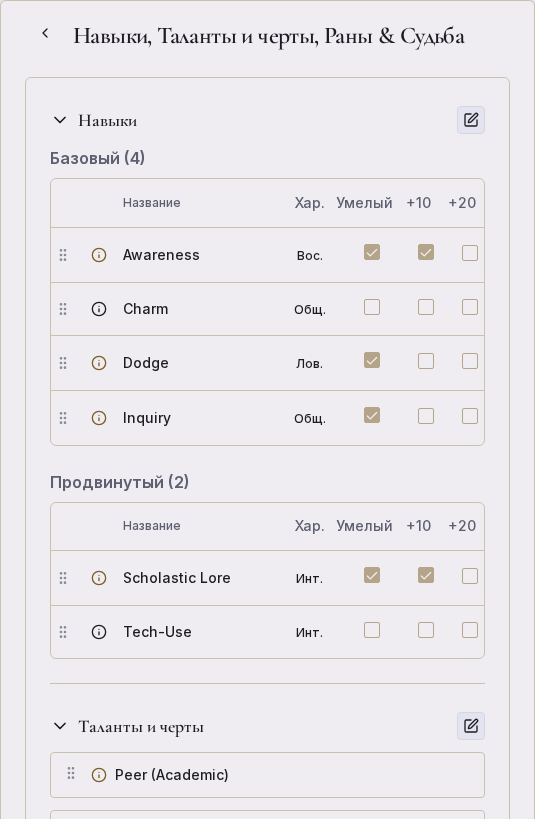 Навыки, Таланты и черты, Раны & Судьба
Навыки
Базовый (4)
Название Хар. Умелый +10 +20
Awareness Вос.
Charm Общ.
Dodge Лов.
Inquiry Общ.
Продвинутый (2)
Название Хар. Умелый +10 +20
Scholastic Lore Инт.
Tech-Use Инт.
Таланты и черты
Peer (Academic)